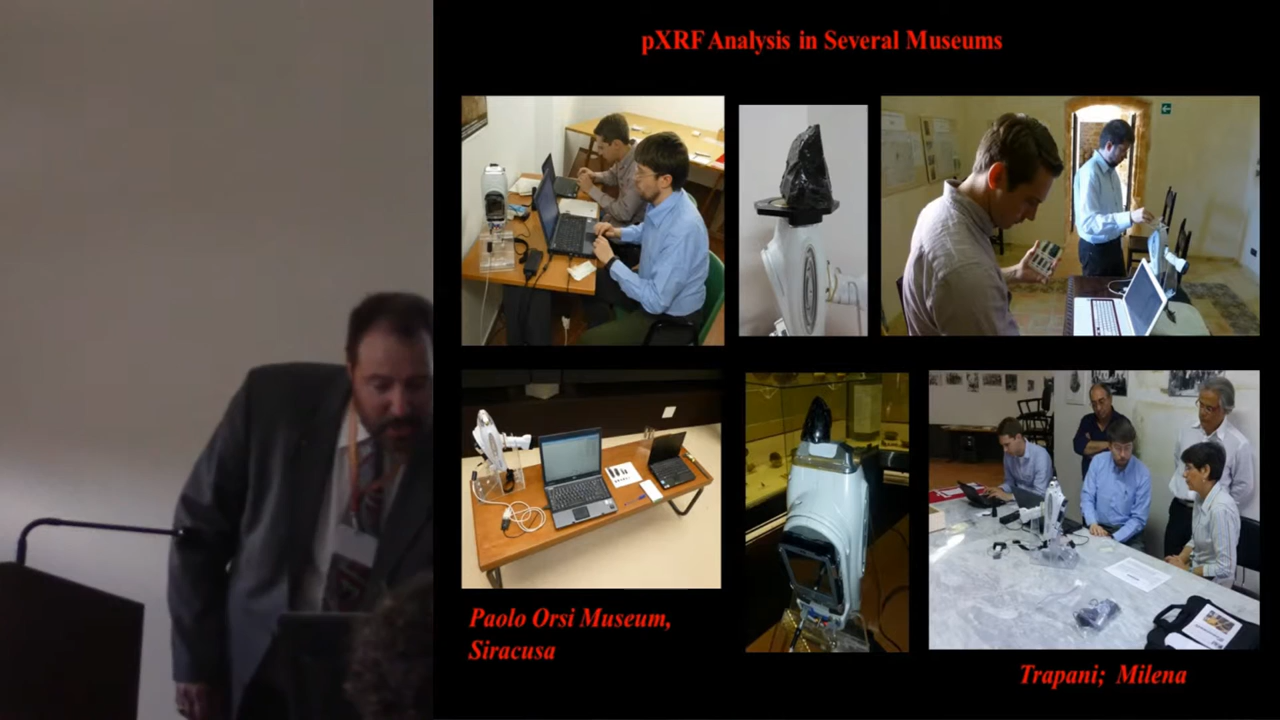 pXRF Analysis in Several Museums
Paolo Orsi Museum,
Siracusa
Trapani; Milena